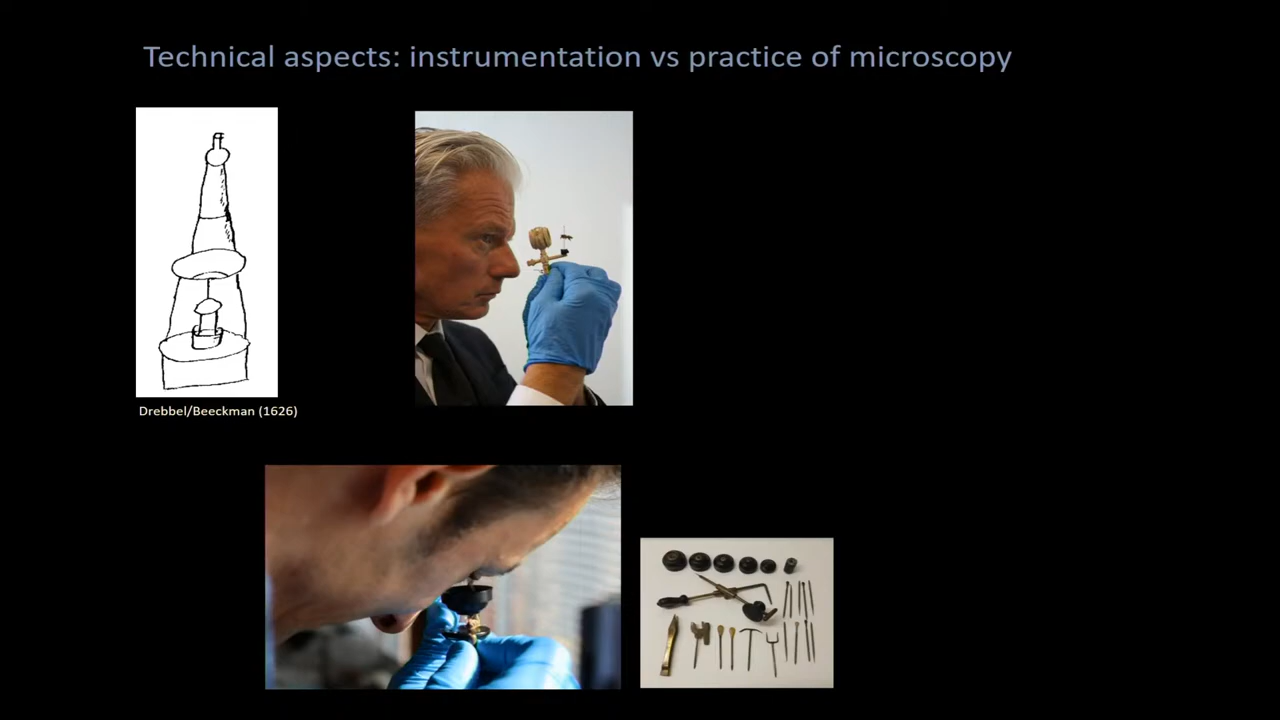 Technical aspects: instrumentation vs practice of microscopy
Drebbel/Beeckman (1626)